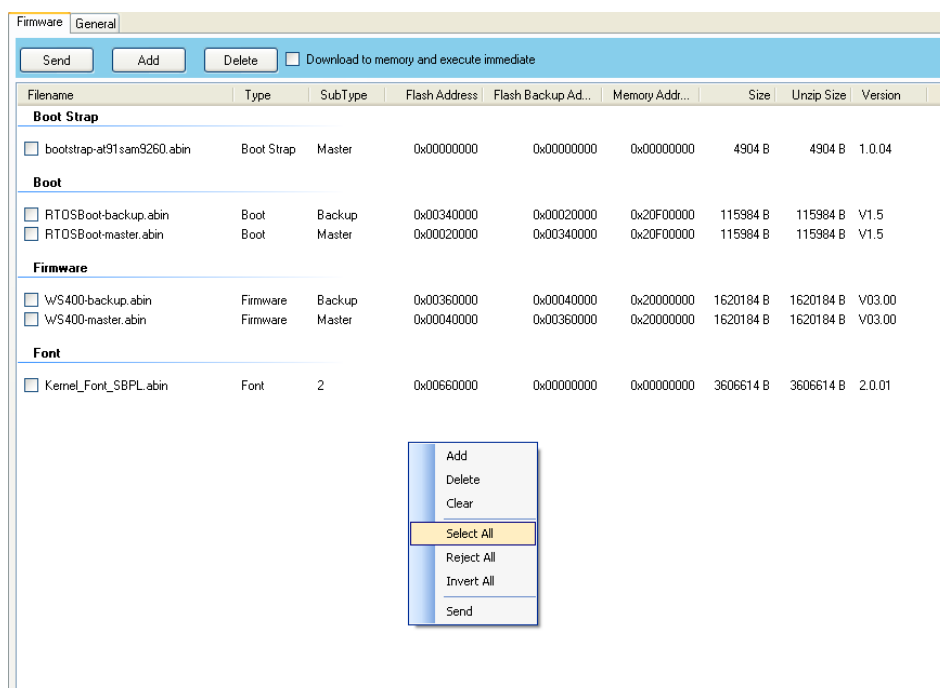 Firmware General
Send Add Delete Download to memory and execute immediate
Filename Type SubType Flash Address Flash Backup Ad... Memory Addr... Size Unzip Size Version
Boot Strap
bootstrap-at91sam9260.abin Boot Strap Master 0x00000000 0x00000000 0x00000000 4904 B 4904 B 1.0.04
Boot
RTOSBoot-backup.abin Boot Backup 0x00340000 0x00020000 0x20F00000 115984 B 115984 B V1.5
RTOSBoot-master.abin Boot Master 0x00020000 0x00340000 0x20F00000 115984 B 115984 B V1.5
Firmware
WS400-backup.abin Firmware Backup 0x00360000 0x00040000 0x20000000 1620184 B 1620184 B V03.00
WS400-master.abin Firmware Master 0x00040000 0x00360000 0x20000000 1620184 B 1620184 B V03.00
Font
Kernel_Font_SBPL.abin Font 2 0x00660000 0x00000000 0x00000000 3606614 B 3606614 B 2.0.01
Add
Delete
Clear
Select All
Reject All
Invert All
Send